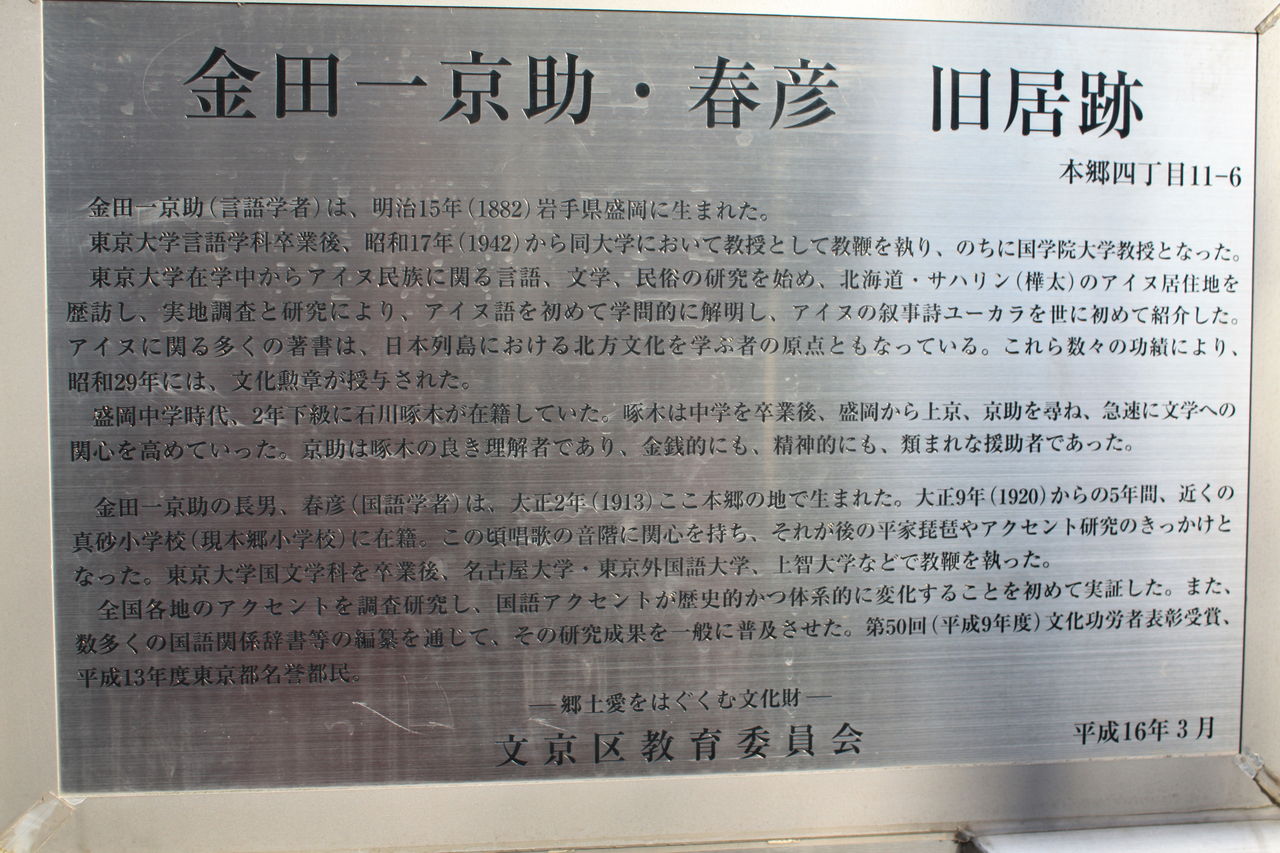 金田一京助・春彦　旧居跡
本郷四丁目11-6
金田一京助(言語学者)は、明治15年(1882)岩手県盛岡に生まれた。
東京大学言語学科卒業後、昭和17年(1942)から同大学において教授として教鞭を執り、のちに国学院大学教授となった。
東京大学在学中からアイヌ民族に関る言語、文学、民俗の研究を始め、北海道・サハリン(樺太)のアイヌ居住地を
歴訪し、実地調査と研究により、アイヌ語を初めて学問的に解明し、アイヌの叙事詩ユーカラを世に初めて紹介した。
アイヌに関る多くの著書は、日本列島における北方文化を学ぶ者の原点ともなっている。これら数々の功績により、
昭和29年には、文化勲章が授与された。
盛岡中学時代、2年下級に石川啄木が在籍していた。啄木は中学を卒業後、盛岡から上京、京助を尋ね、急速に文学への
関心を高めていった。京助は啄木の良き理解者であり、金銭的にも、精神的にも、類まれな援助者であった。
金田一京助の長男、春彦(国語学者)は、大正2年(1913)ここ本郷の地で生まれた。大正9年(1920)からの5年間、近くの
真砂小学校(現本郷小学校)に在籍。この頃唱歌の音階に関心を持ち、それが後の平家琵琶やアクセント研究のきっかけと
なった。東京大学国文学科を卒業後、名古屋大学・東京外国語大学、上智大学などで教鞭を執った。
全国各地のアクセントを調査研究し、国語アクセントが歴史的かつ体系的に変化することを初めて実証した。また、
数多くの国語関係辞書等の編纂を通じて、その研究成果を一般に普及させた。第50回(平成9年度)文化功労者表彰受賞、
平成13年度東京都名誉都民。
―郷土愛をはぐくむ文化財―
文京区教育委員会
平成16年3月